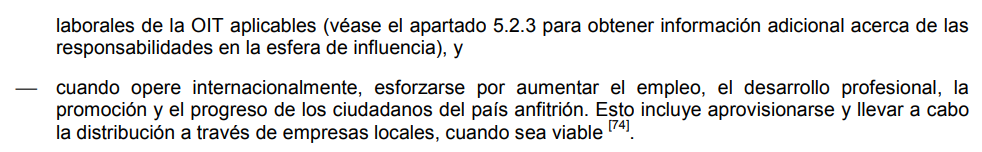 laborales de la OIT aplicables (véase el apartado 5.2.3 para obtener información adicional acerca de las
responsabilidades en la esfera de influencia), y
— cuando opere internacionalmente, esforzarse por aumentar el empleo, el desarrollo profesional, la
promoción y el progreso de los ciudadanos del país anfitrión. Esto incluye aprovisionarse y llevar a cabo
la distribución a través de empresas locales, cuando sea viable [74].